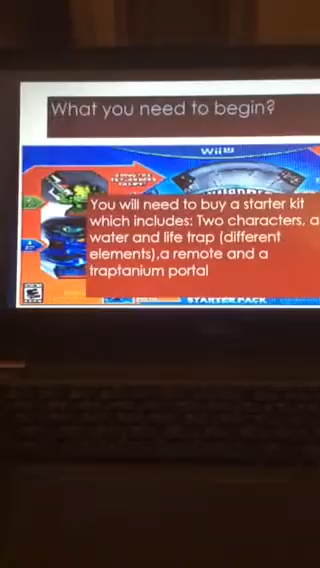 What you need to begin?
Wii U
You will need to buy a starter kit
which includes: Two characters, a
water and life trap (different
elements),a remote and a
traptanium portal
STARTER PACK